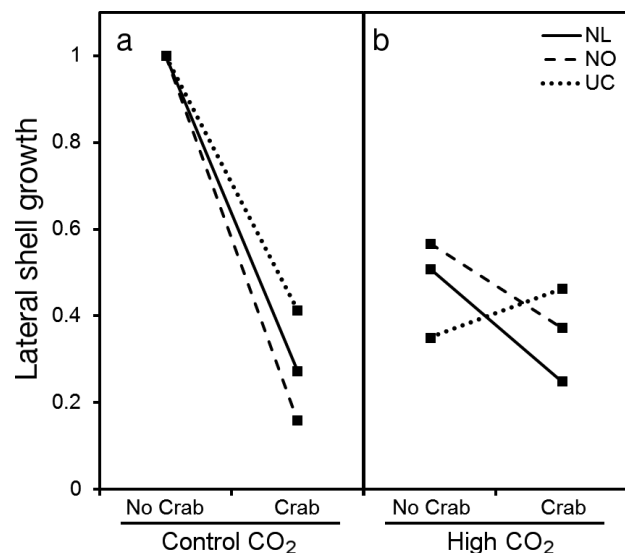 a
b
NL
NO
UC
Lateral shell growth
1
0.8
0.6
0.4
0.2
0
No Crab Crab No Crab Crab
Control CO₂ High CO₂